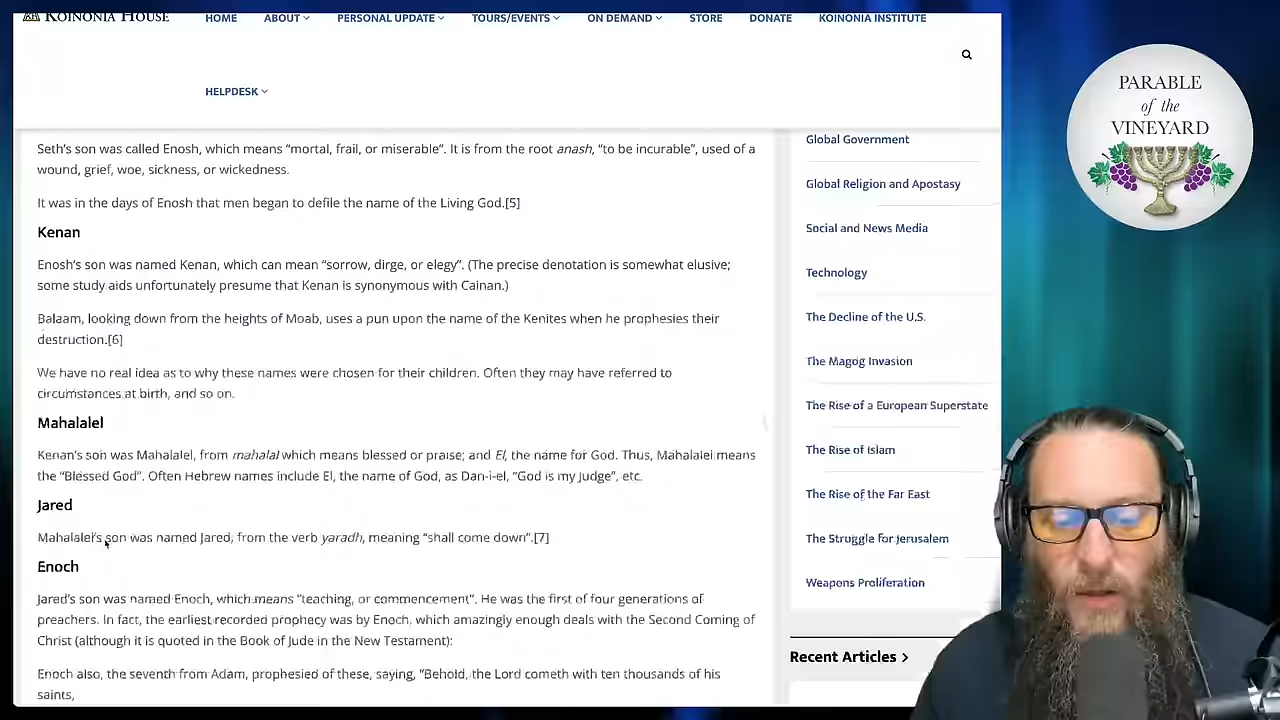 KOINONIA HOUSE
HOME
ABOUT
PERSONAL UPDATE
TOURS/EVENTS
ON DEMAND
STORE
DONATE
KOINONIA INSTITUTE
HELPDESK
Seth's son was called Enosh, which means "mortal, frail, or miserable". It is from the root anash, "to be incurable", used of a
wound, grief, woe, sickness, or wickedness.
It was in the days of Enosh that men began to defile the name of the Living God.[5]
Kenan
Enosh's son was named Kenan, which can mean "sorrow, dirge, or elegy". (The precise denotation is somewhat elusive;
some study aids unfortunately presume that Kenan is synonymous with Cainan.)
Balaam, looking down from the heights of Moab, uses a pun upon the name of the Kenites when he prophesies their
destruction.[6]
We have no real idea as to why these names were chosen for their children. Often they may have referred to
circumstances at birth, and so on.
Mahalalel
Kenan's son was Mahalalel, from mahalal which means blessed or praise; and El, the name for God. Thus, Mahalalel means
the "Blessed God". Often Hebrew names include El, the name of God, as Dan-i-el, "God is my Judge", etc.
Jared
Mahalalel's son was named Jared, from the verb yaradh, meaning "shall come down".[7]
Enoch
Jared's son was named Enoch, which means "teaching, or commencement". He was the first of four generations of
preachers. In fact, the earliest recorded prophecy was by Enoch, which amazingly enough deals with the Second Coming of
Christ (although it is quoted in the Book of Jude in the New Testament):
Enoch also, the seventh from Adam, prophesied of these, saying, "Behold, the Lord cometh with ten thousands of his
saints,
Global Government
Global Religion and Apostasy
Social and News Media
Technology
The Decline of the U.S.
The Magog Invasion
The Rise of a European Superstate
The Rise of Islam
The Rise of the Far East
The Struggle for Jerusalem
Weapons Proliferation
Recent Articles
PARABLE
of the
VINEYARD